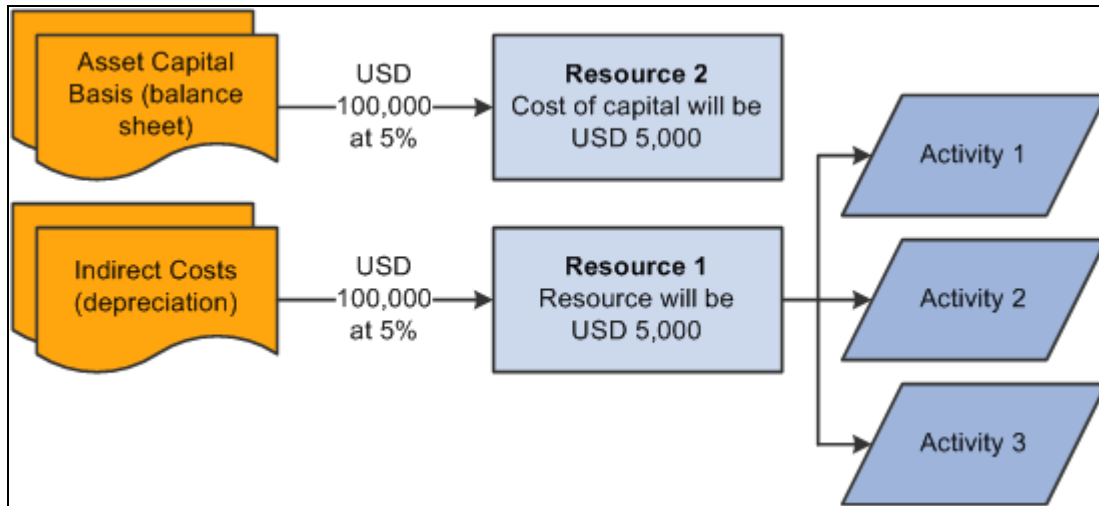 Asset Capital
Basis (balance
sheet)
USD
100,000
at 5%
Resource 2
Cost of capital will be
USD 5,000
Activity 1
Indirect Costs
(depreciation)
USD
100,000
at 5%
Resource 1
Resource will be
USD 5,000
Activity 2
Activity 3